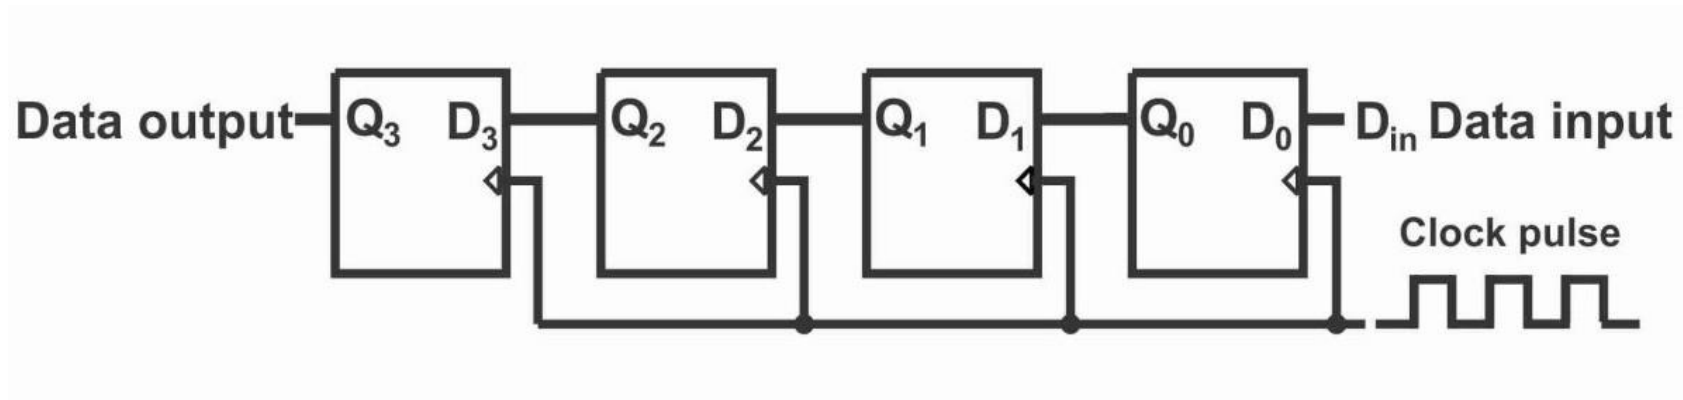 Data output Q3 D3 Q2 D2 Q1 D1 Q0 D0 Din Data input
Clock pulse